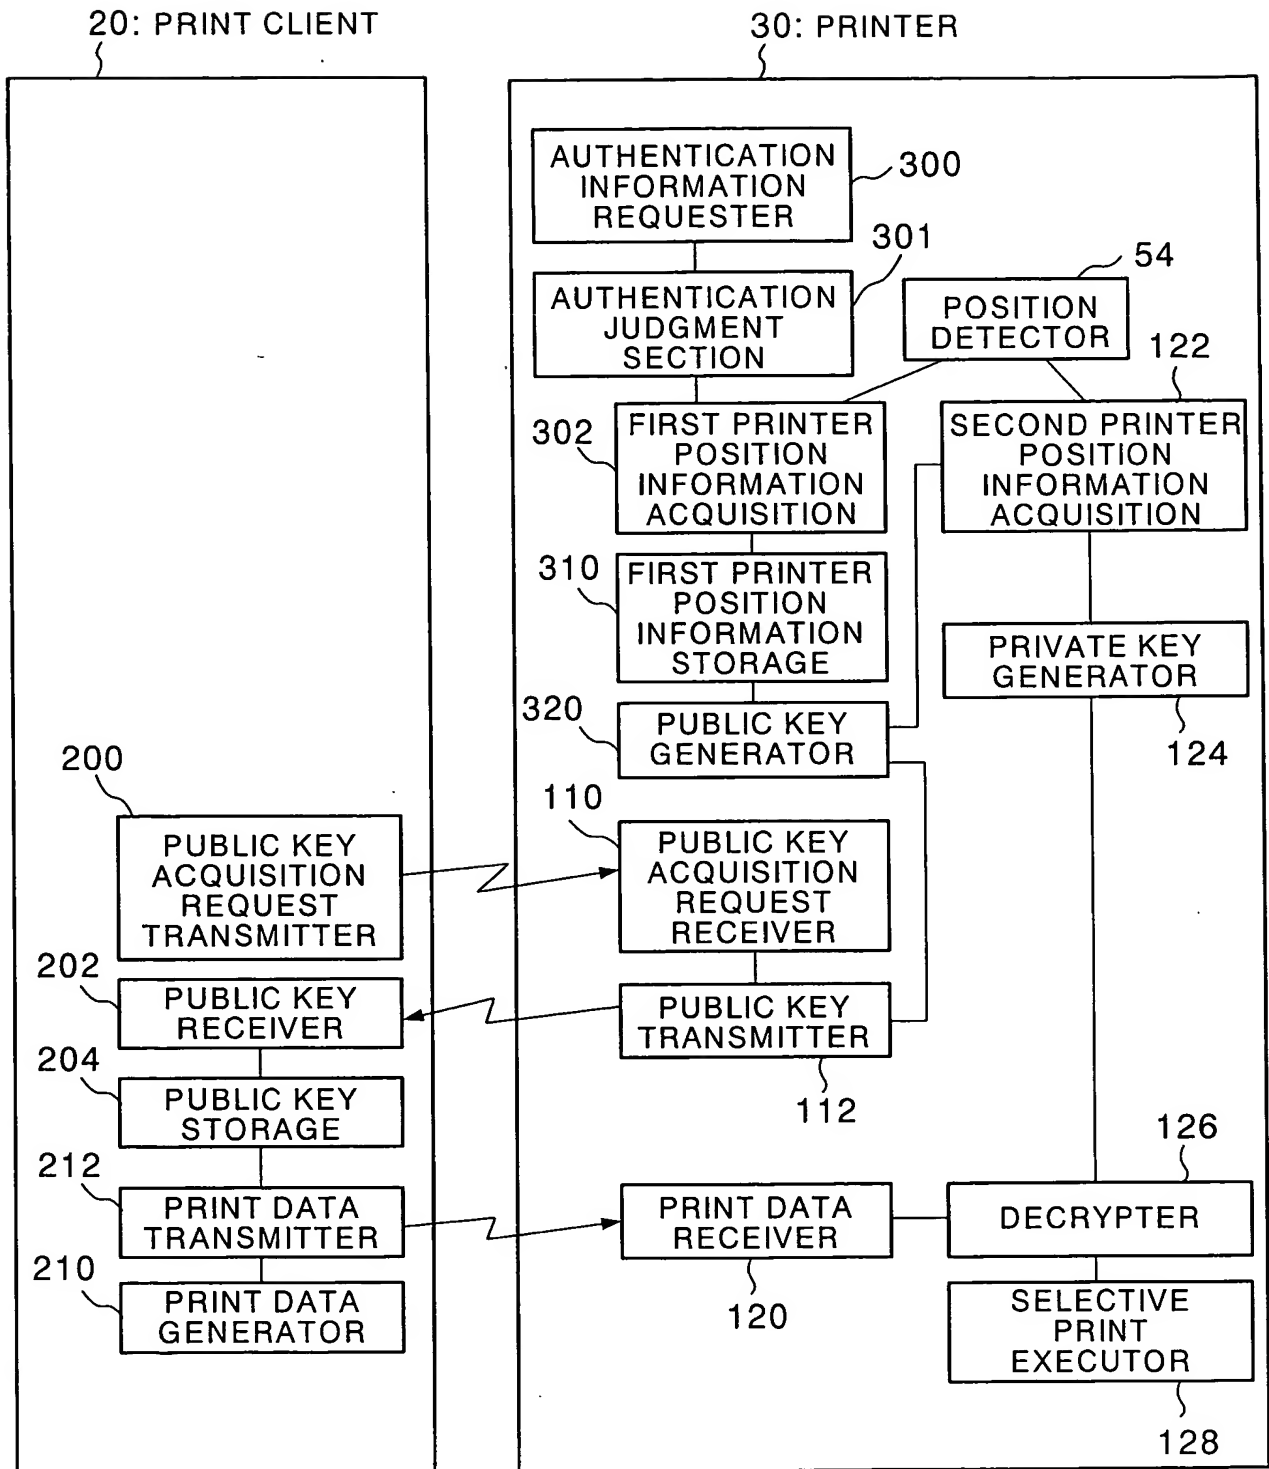 20: PRINT CLIENT
30: PRINTER
AUTHENTICATION
INFORMATION
REQUESTER
300
301
AUTHENTICATION
JUDGMENT
SECTION
54
POSITION
DETECTOR
122
302
FIRST PRINTER
POSITION
INFORMATION
ACQUISITION
SECOND PRINTER
POSITION
INFORMATION
ACQUISITION
310
FIRST PRINTER
POSITION
INFORMATION
STORAGE
PRIVATE KEY
GENERATOR
124
320
PUBLIC KEY
GENERATOR
200
PUBLIC KEY
ACQUISITION
REQUEST
TRANSMITTER
110
PUBLIC KEY
ACQUISITION
REQUEST
RECEIVER
202
PUBLIC KEY
RECEIVER
PUBLIC KEY
TRANSMITTER
112
204
PUBLIC KEY
STORAGE
212
PRINT DATA
TRANSMITTER
PRINT DATA
RECEIVER
120
126
DECRYPTER
210
PRINT DATA
GENERATOR
SELECTIVE
PRINT
EXECUTOR
128